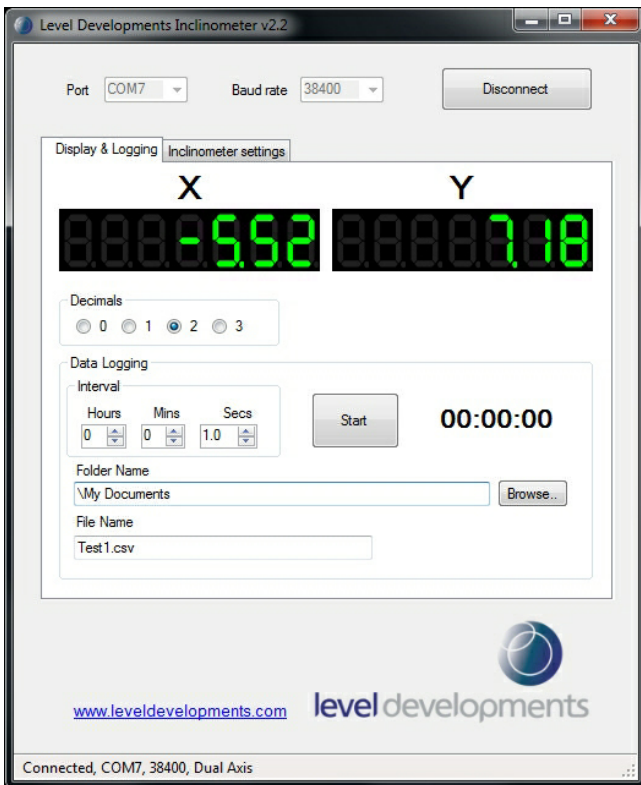 Level Developments Inclinometer v2.2
Port COM7 Baud rate 38400 Disconnect
Display & Logging Inclinometer settings
X Y
-5.52 7.18
Decimals
0 1 2 3
Data Logging
Interval
Hours Mins Secs
0 0 1.0 Start 00:00:00
Folder Name
\My Documents Browse..
File Name
Test1.csv
www.leveldevelopments.com leveldevelopments
Connected, COM7, 38400, Dual Axis